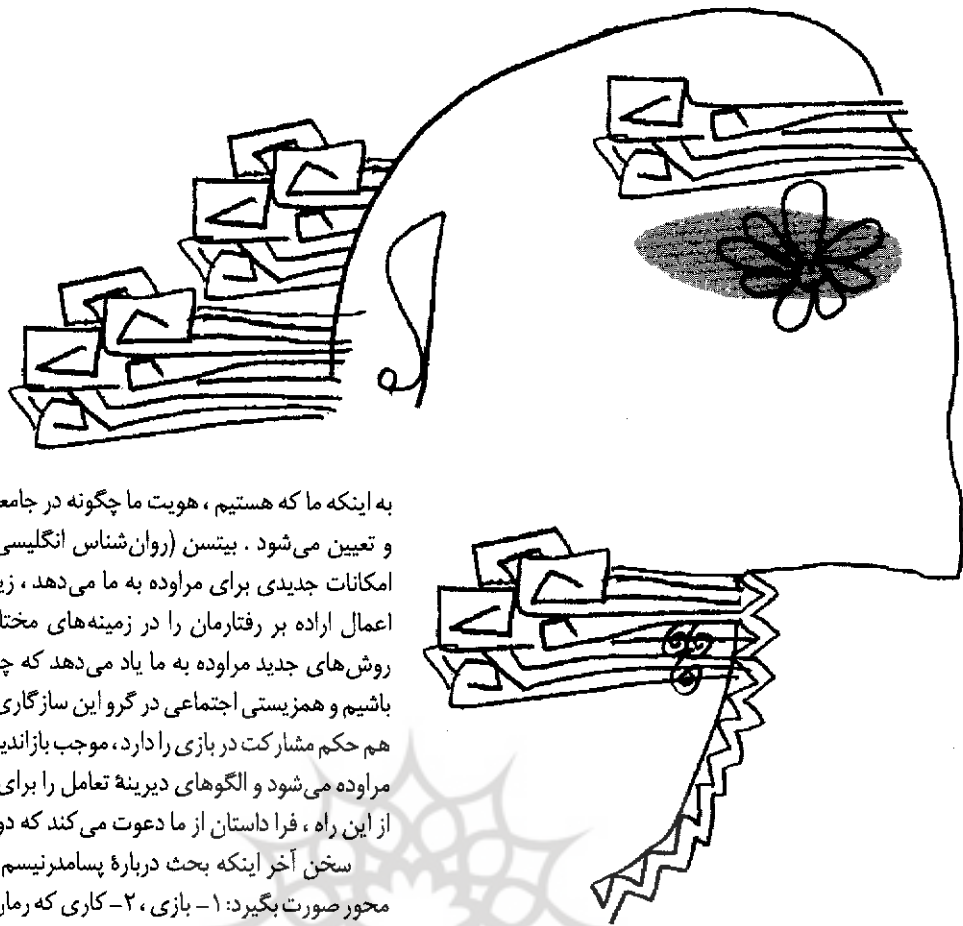 به اینکه ما که هستیم ، هویت ما چگونه در جامعه
و تعیین می‌شود . بیتسن (روان‌شناس انگلیسی
امکانات جدیدی برای مراوده به ما می‌دهد ، زی
اعمال اراده بر رفتارمان را در زمینه‌های مختل
روش‌های جدید مراوده به ما یاد می‌دهد که چ
باشیم و همزیستی اجتماعی در گرو این سازگاری
هم حکم مشارکت در بازی را دارد ، موجب بازاندی
مراوده می‌شود و الگوهای دیرینهٔ تعامل را برای
از این راه ، فرا داستان از ما دعوت می‌کند که دو
سخن آخر اینکه بحث دربارهٔ پسامدرنیسم
محور صورت بگیرد: ۱- بازی ، ۲- کاری که رمان